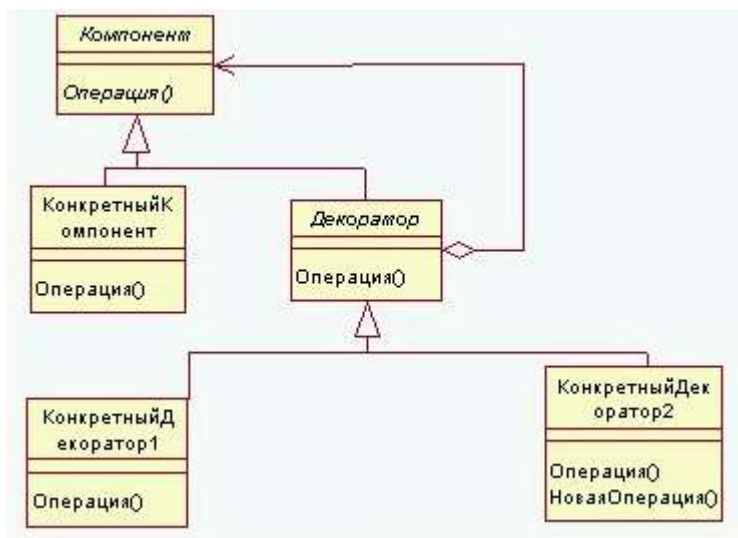 Компонент
Операция()
КонкретныйК
омпонент
Операция()
Декоратор
Операция()
КонкретныйД
екоратор1
Операция()
КонкретныйДек
оратор2
Операция()
НоваяОперация()